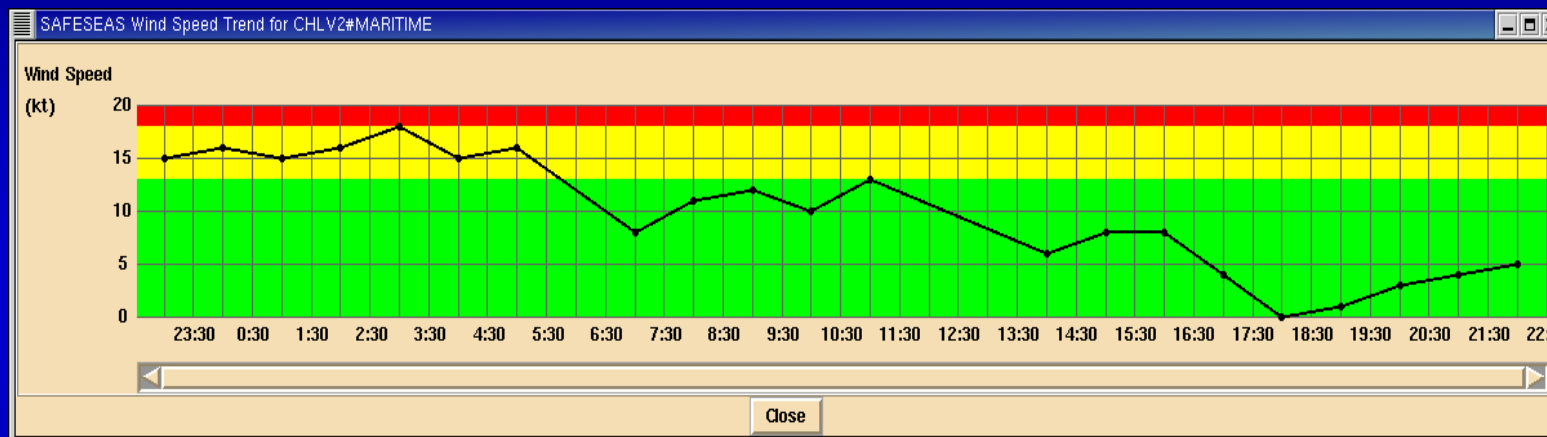 SAFESEAS Wind Speed Trend for CHLV2#MARITIME
Wind Speed
(kt)
20
15
10
5
0
23:30 0:30 1:30 2:30 3:30 4:30 5:30 6:30 7:30 8:30 9:30 10:30 11:30 12:30 13:30 14:30 15:30 16:30 17:30 18:30 19:30 20:30 21:30
Close